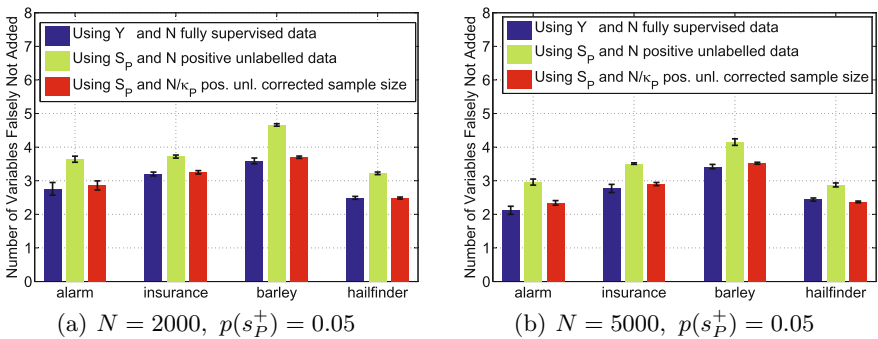 Number of Variables Falsely Not Added
8
7
6
5
4
3
2
1
0
Using Y and N fully supervised data
Using S_P and N positive unlabelled data
Using S_P and N/κ_P pos. unl. corrected sample size
alarm insurance barley hailfinder
(a) N = 2000, p(s_P^+) = 0.05
Number of Variables Falsely Not Added
8
7
6
5
4
3
2
1
0
Using Y and N fully supervised data
Using S_P and N positive unlabelled data
Using S_P and N/κ_P pos. unl. corrected sample size
alarm insurance barley hailfinder
(b) N = 5000, p(s_P^+) = 0.05